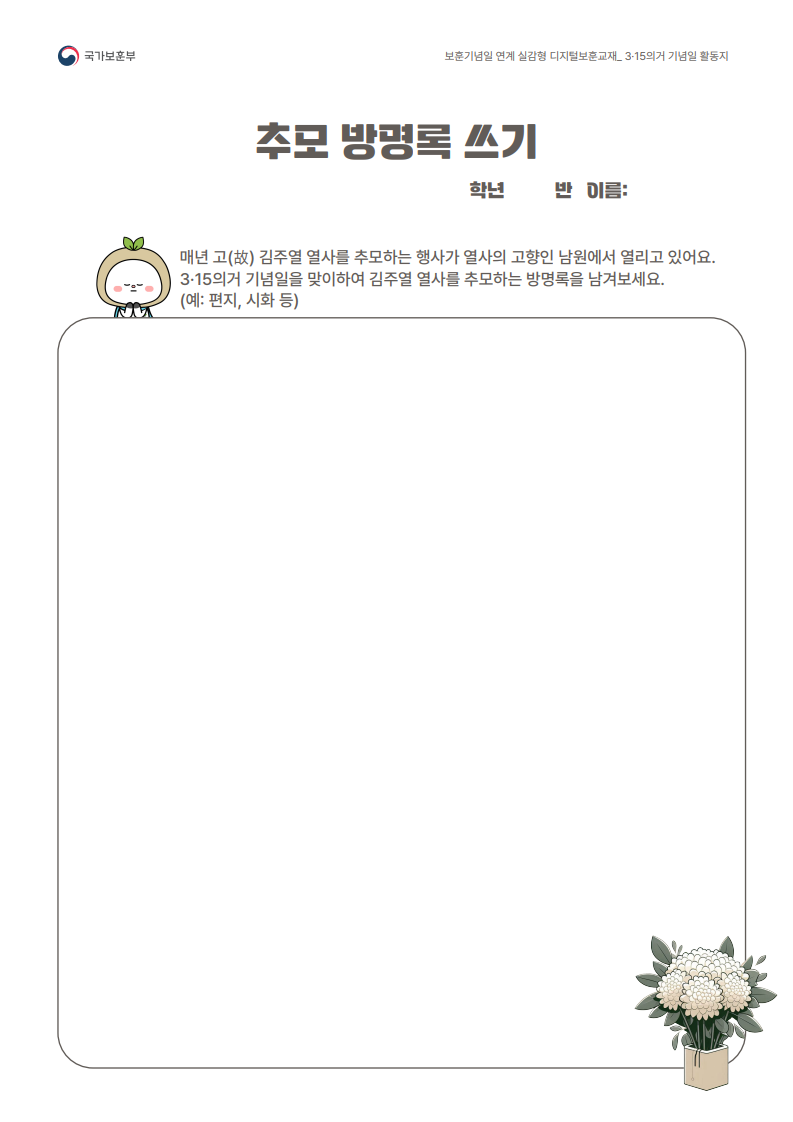 국가보훈부
보훈기념일 연계 실감형 디지털보훈교재_ 3·15의거 기념일 활동지
추모 방명록 쓰기
학년 반 이름:
매년 고(故) 김주열 열사를 추모하는 행사가 열사의 고향인 남원에서 열리고 있어요.
3·15의거 기념일을 맞이하여 김주열 열사를 추모하는 방명록을 남겨보세요.
(예: 편지, 시화 등)